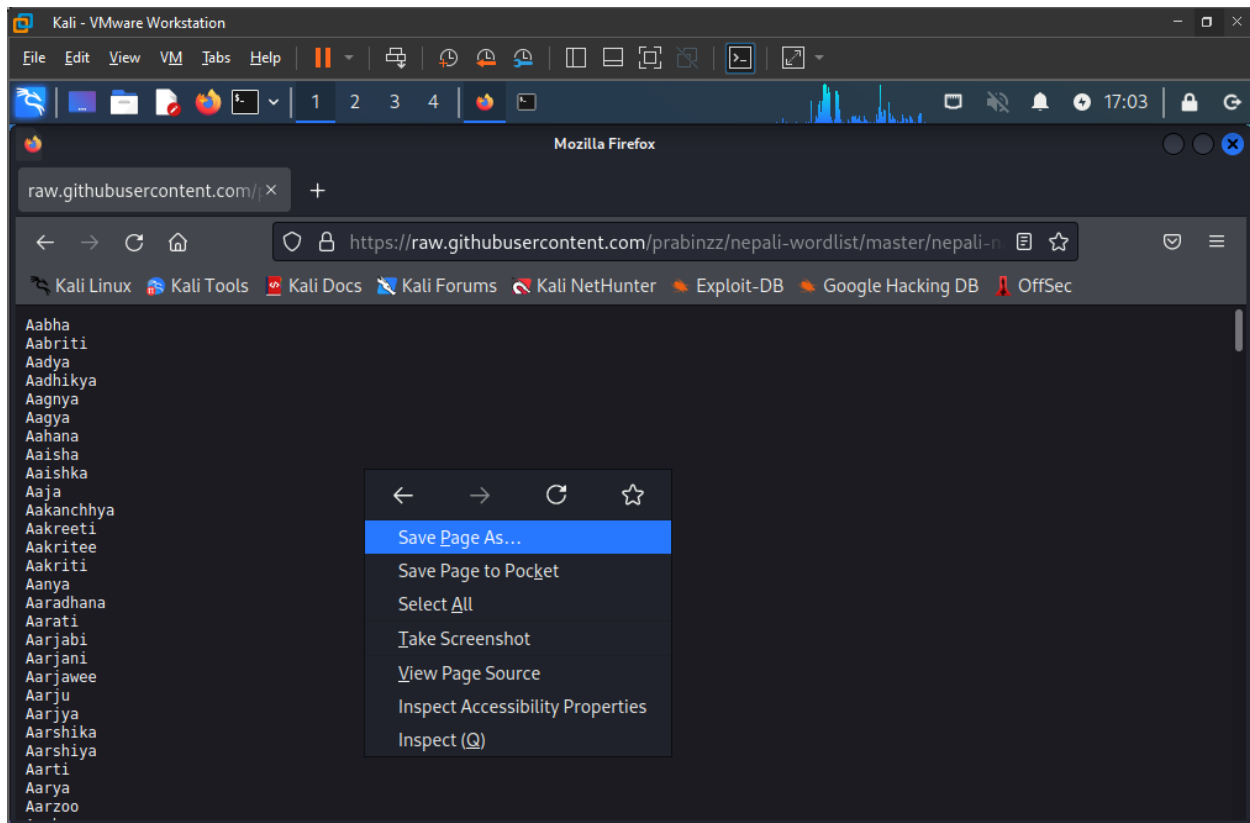 Kali - VMware Workstation
File Edit View VM Tabs Help
1 2 3 4 17:03
Mozilla Firefox
raw.githubusercontent.com/
https://raw.githubusercontent.com/prabinzz/nepali-wordlist/master/nepali-n
Kali Linux Kali Tools Kali Docs Kali Forums Kali NetHunter Exploit-DB Google Hacking DB OffSec
Aabha
Aabriti
Aadya
Aadhikya
Aagnya
Aagya
Aahana
Aaisha
Aaishka
Aaja
Aakanchhya
Aakreeti
Aakritee
Aakriti
Aanya
Aaradhana
Aarati
Aarjabi
Aarjani
Aarjawee
Aarju
Aarjya
Aarshika
Aarshiya
Aarti
Aarya
Aarzoo
Save Page As...
Save Page to Pocket
Select All
Take Screenshot
View Page Source
Inspect Accessibility Properties
Inspect (Q)